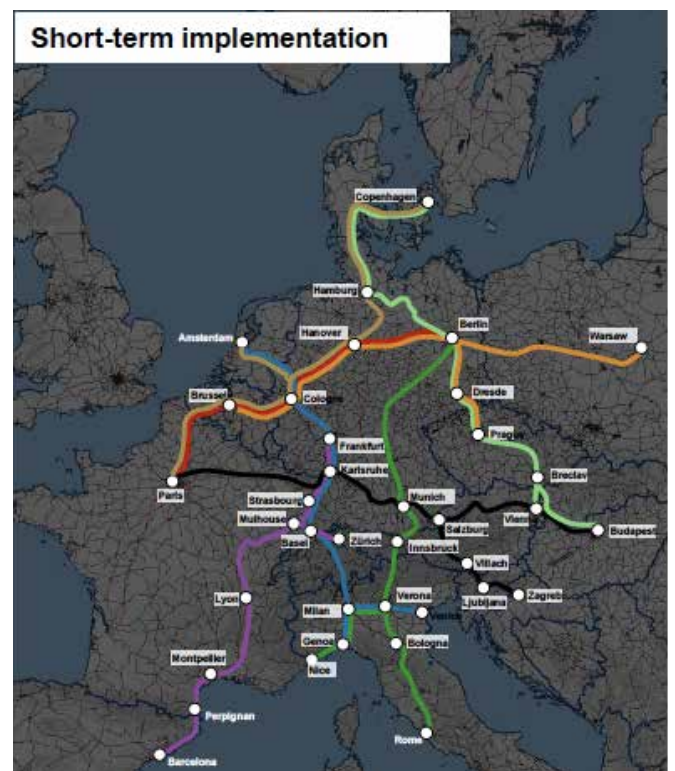 Short-term implementation
Copenhagen
Hamburg
Amsterdam
Hanover
Berlin
Warsaw
Brussel
Cologne
Dresde
Prague
Frankfurt
Karlsruhe
Paris
Breclav
Strasbourg
Munich
Mulhouse
Salzburg
Vienna
Budapest
Basel
Zürich
Innsbruck
Villach
Lyon
Milan
Verona
Venice
Ljubljana
Zagreb
Genoa
Bologna
Nice
Montpellier
Perpignan
Rome
Barcelona